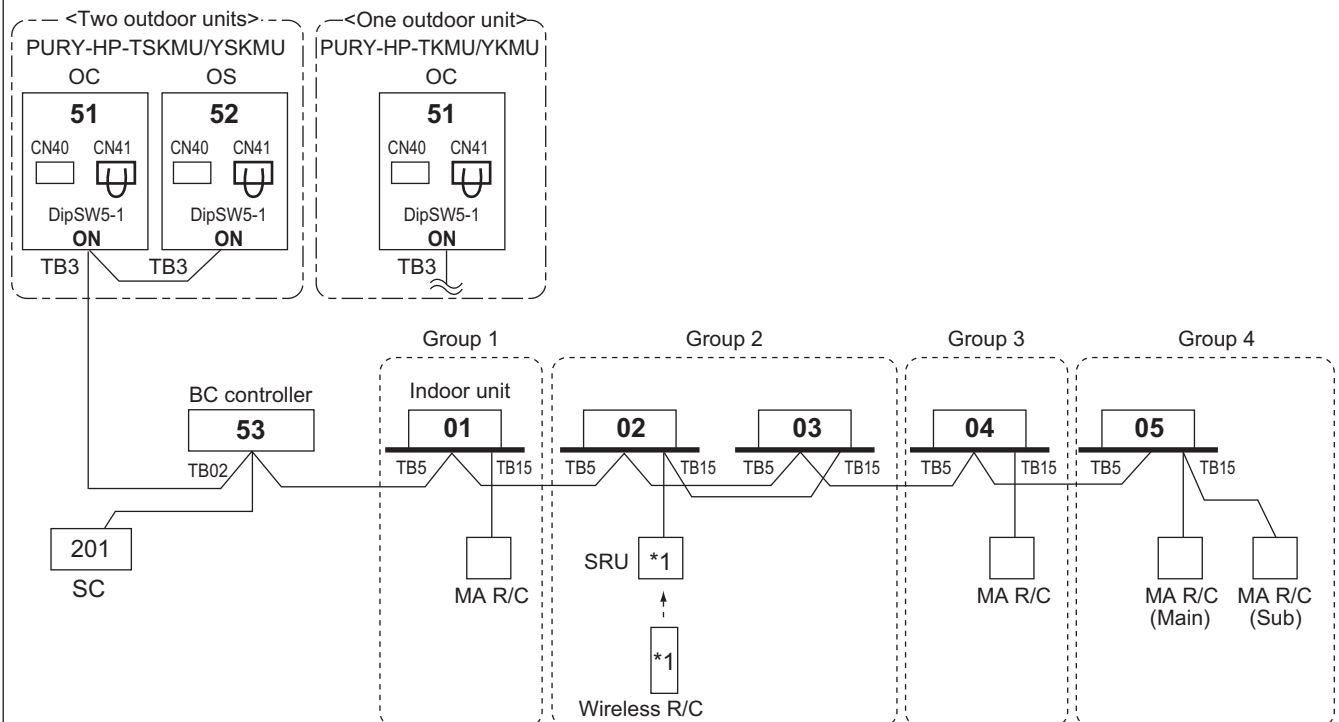 <Two outdoor units>
PURY-HP-TSKMU/YSKMU
OC OS
51 52
CN40 CN41 CN40 CN41
DipSW5-1 DipSW5-1
ON ON
TB3 TB3
<One outdoor unit>
PURY-HP-TKMU/YKMU
OC
51
CN40 CN41
DipSW5-1
ON
TB3
Group 1 Group 2 Group 3 Group 4
BC controller
53
TB02
201
SC
Indoor unit
01
TB5 TB15
MA R/C
02 03
TB5 TB15 TB5 TB15
SRU *1
*1
Wireless R/C
04
TB5 TB15
MA R/C
05
TB5 TB15
MA R/C MA R/C
(Main) (Sub)